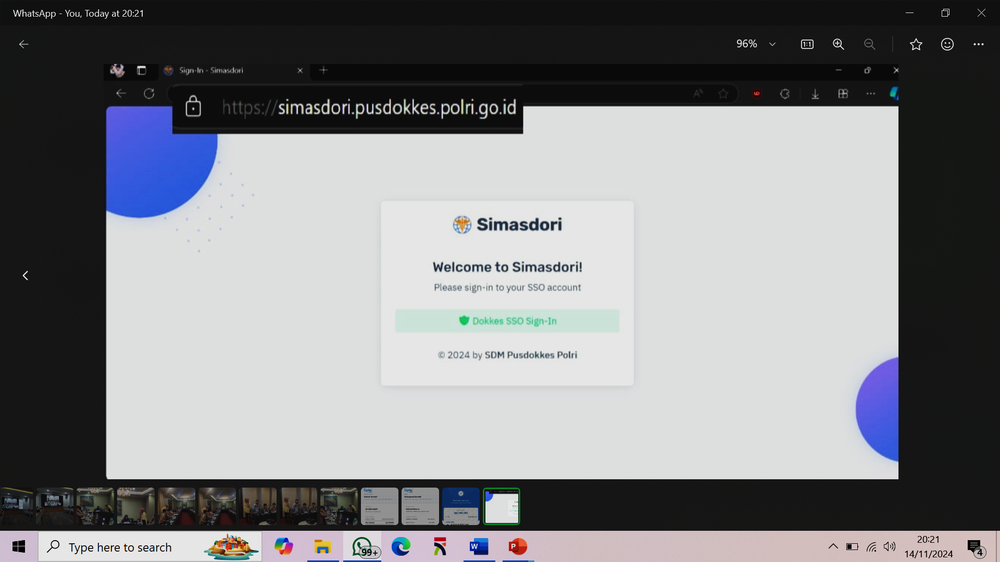 WhatsApp - You, Today at 20:21
96%
1:1
Sign-In - Simasdori
https://simasdori.pusdokkes.polri.go.id
Simasdori
Welcome to Simasdori!
Please sign-in to your SSO account
Dokkes SSO Sign-In
© 2024 by SDM Pusdokkes Polri
Type here to search
99+
20:21
14/11/2024
4